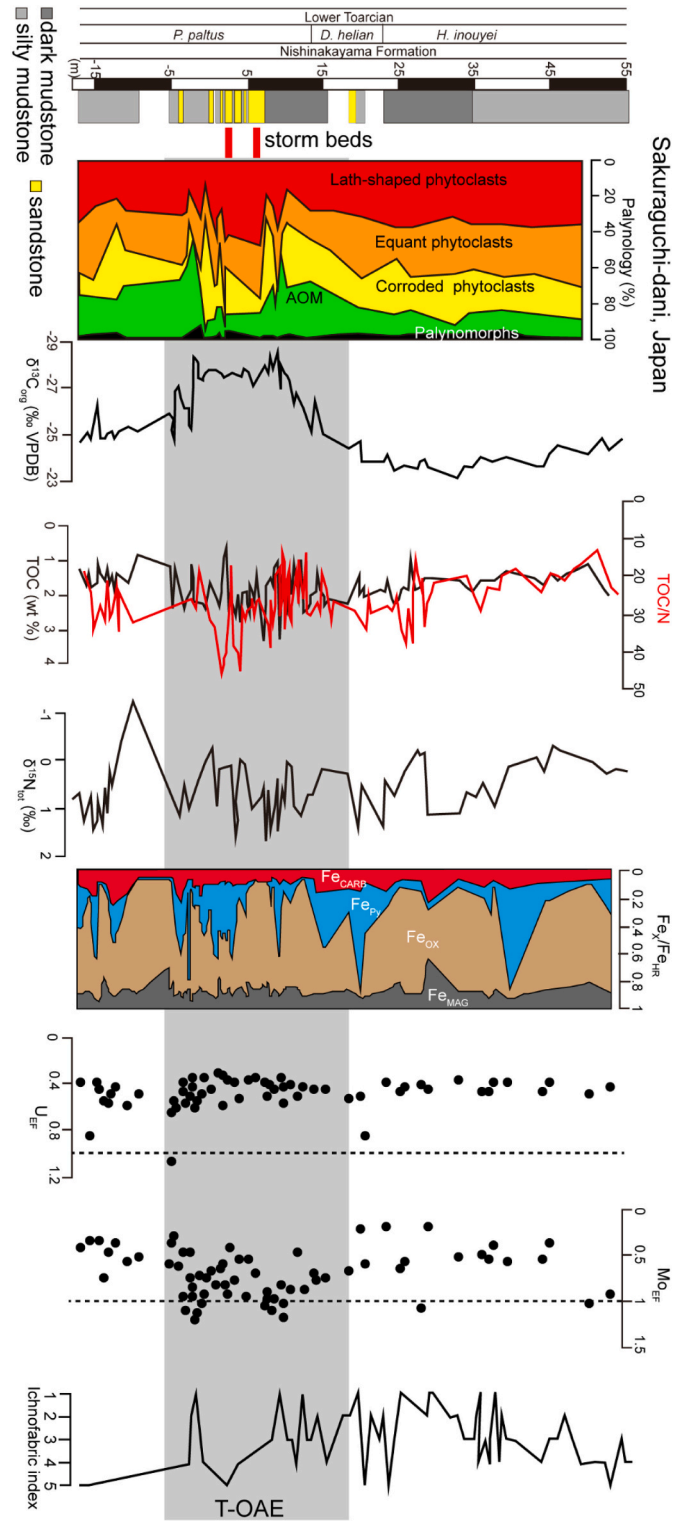 Sakuraguchi-dani, Japan
Lower Toarcian
P. paltus
D. helian
H. inouyei
Nishinakayama Formation
(m)
-15
-5
5
15
25
35
45
55
storm beds
dark mudstone
silty mudstone
sandstone
Palynology (%)
0
20
40
60
80
100
Lath-shaped phytoclasts
Equant phytoclasts
Corroded phytoclasts
AOM
Palynomorphs
δ13Corg (‰ VPDB)
-29
-27
-25
-23
TOC/N
0
10
20
30
40
50
TOC (wt %)
0
1
2
3
4
δ15Ntot (‰)
-1
0
1
2
FeX/FeHR
0
0.2
0.4
0.6
0.8
1
FeCARB
FePy
FeOX
FeMAG
UEF
0
0.4
0.8
1.2
MoEF
0
0.5
1
1.5
Ichnofabric index
1
2
3
4
5
T-OAE